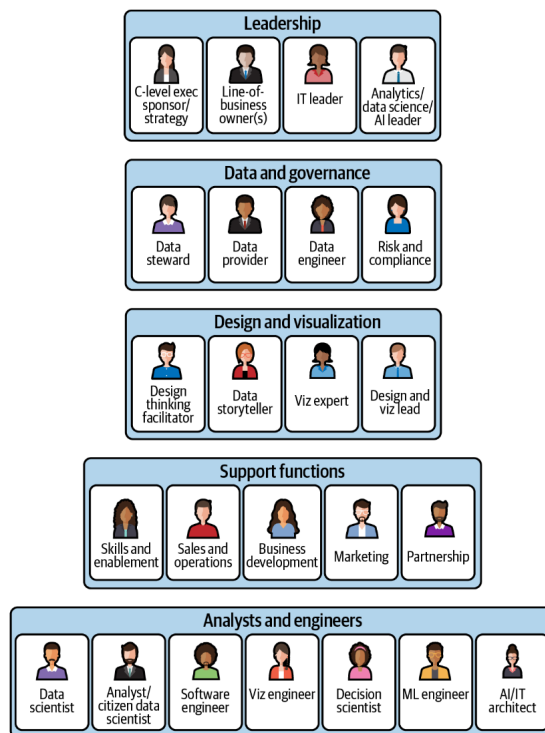 Leadership
C-level exec
sponsor/
strategy
Line-of-
business
owner(s)
IT leader
Analytics/
data science/
AI leader
Data and governance
Data
steward
Data
provider
Data
engineer
Risk and
compliance
Design and visualization
Design
thinking
facilitator
Data
storyteller
Viz expert
Design and
viz lead
Support functions
Skills and
enablement
Sales and
operations
Business
development
Marketing
Partnership
Analysts and engineers
Data
scientist
Analyst/
citizen data
scientist
Software
engineer
Viz engineer
Decision
scientist
ML engineer
AI/IT
architect